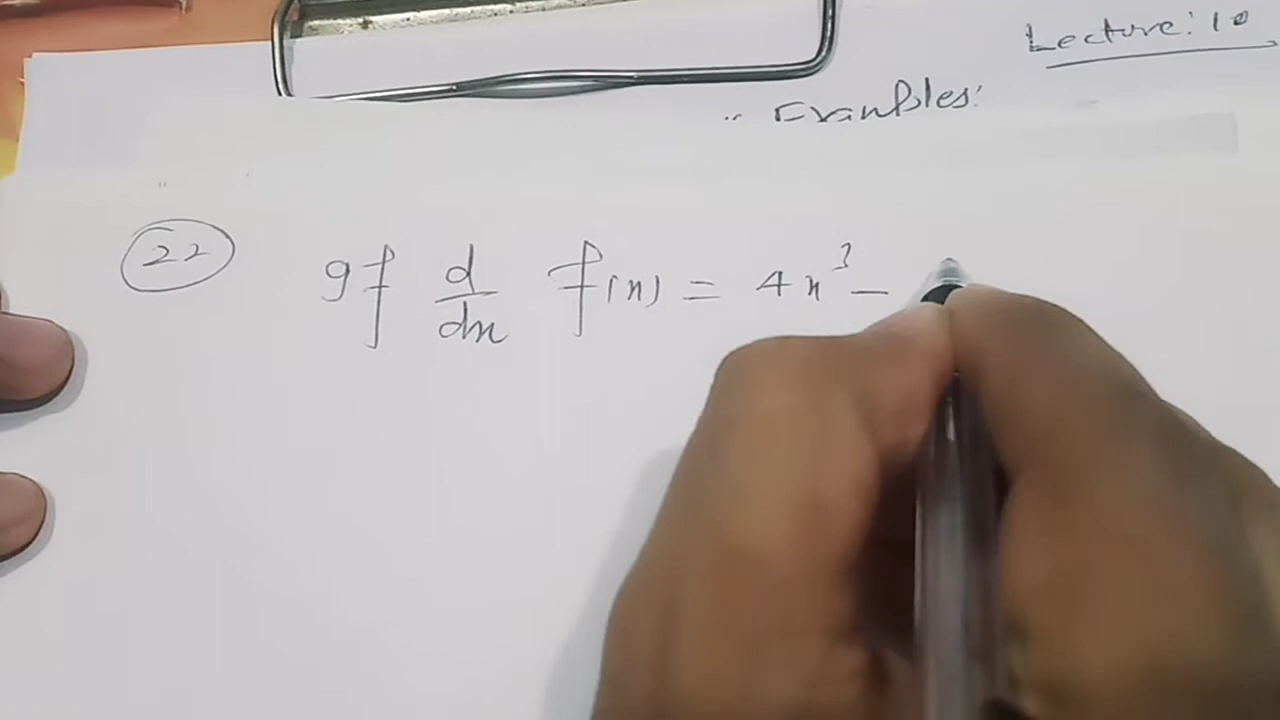 Lecture: 10
Examples:
22 If d/dx f(x) = 4x³ –